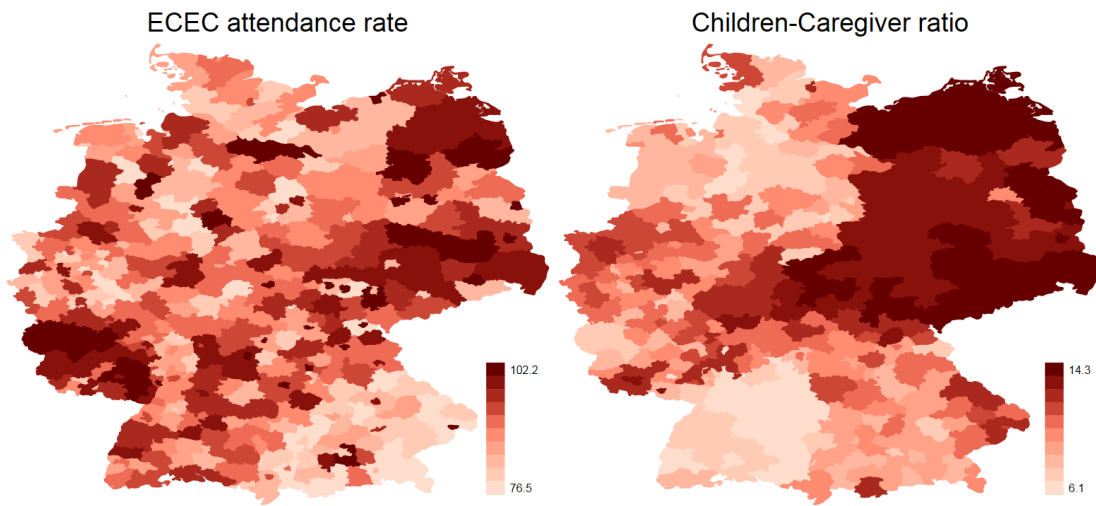 ECEC attendance rate
Children-Caregiver ratio
102.2
76.5
14.3
6.1